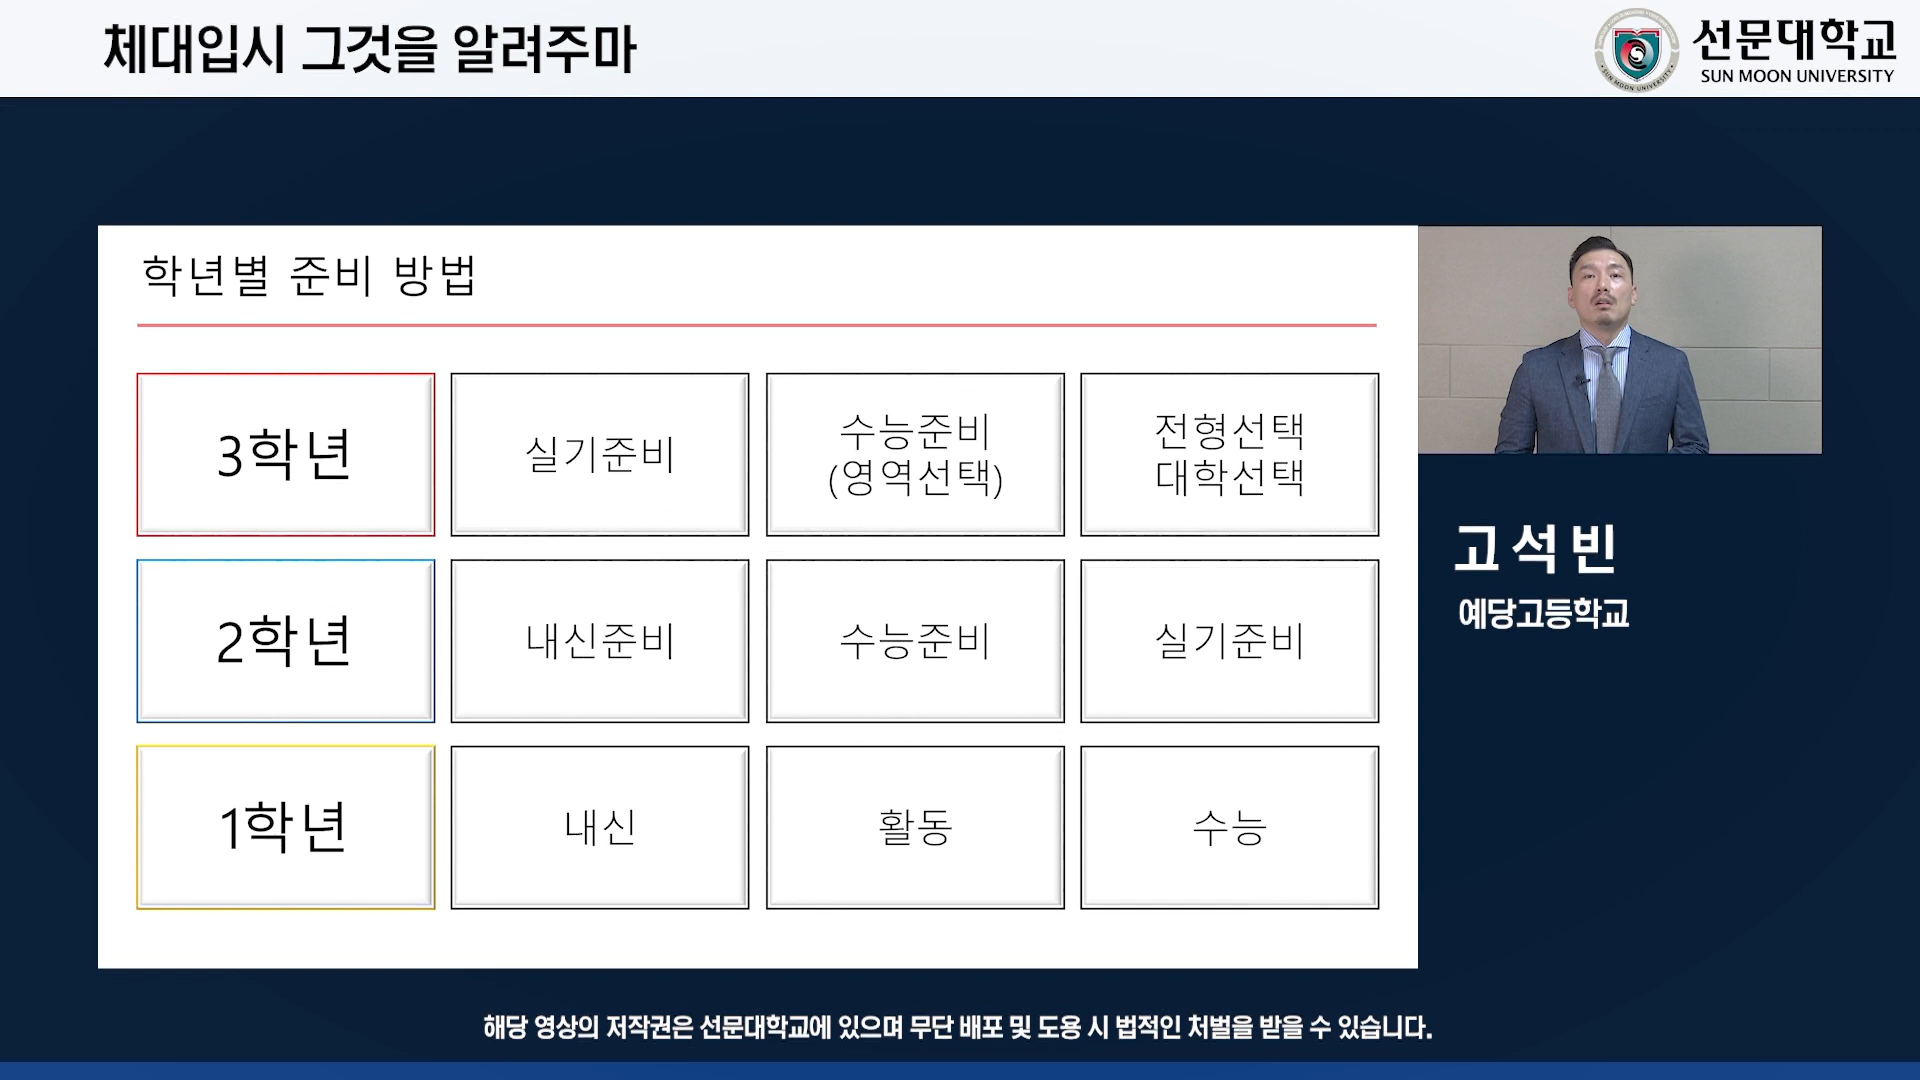 체대입시 그것을 알려주마
선문대학교
SUN MOON UNIVERSITY
학년별 준비 방법
3학년
실기준비
수능준비
(영역선택)
전형선택
대학선택
2학년
내신준비
수능준비
실기준비
1학년
내신
활동
수능
고석빈
예당고등학교
해당 영상의 저작권은 선문대학교에 있으며 무단 배포 및 도용 시 법적인 처벌을 받을 수 있습니다.